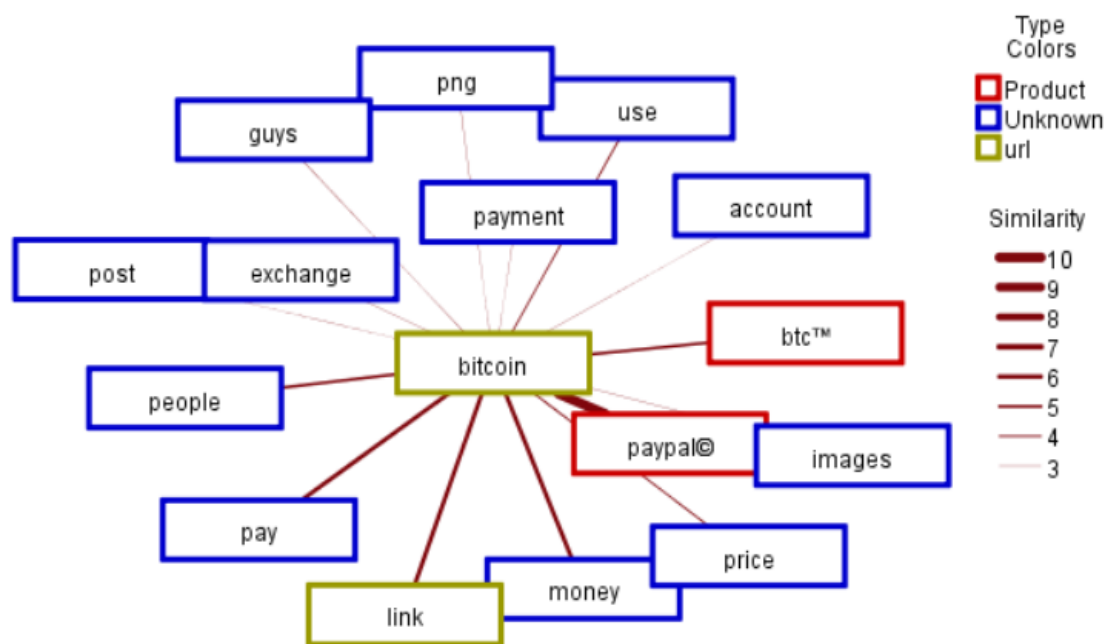 Type
Colors
Product
Unknown
url
Similarity
10
9
8
7
6
5
4
3
png
use
guys
payment
account
post
exchange
btc™
bitcoin
people
paypal©
images
pay
price
money
link